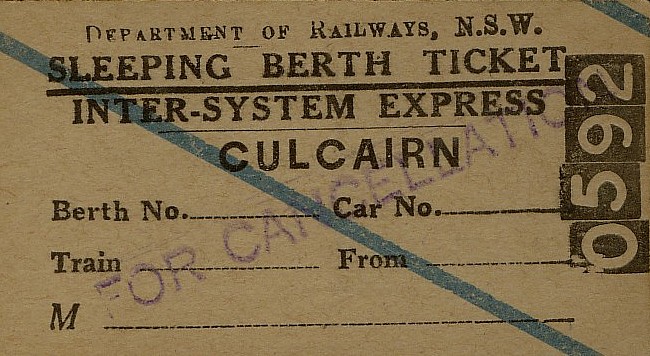 DEPARTMENT OF RAILWAYS, N.S.W.
SLEEPING BERTH TICKET
INTER-SYSTEM EXPRESS
CULCAIRN
Berth No. Car No.
Train From
M
0592
FOR CANCELLATION